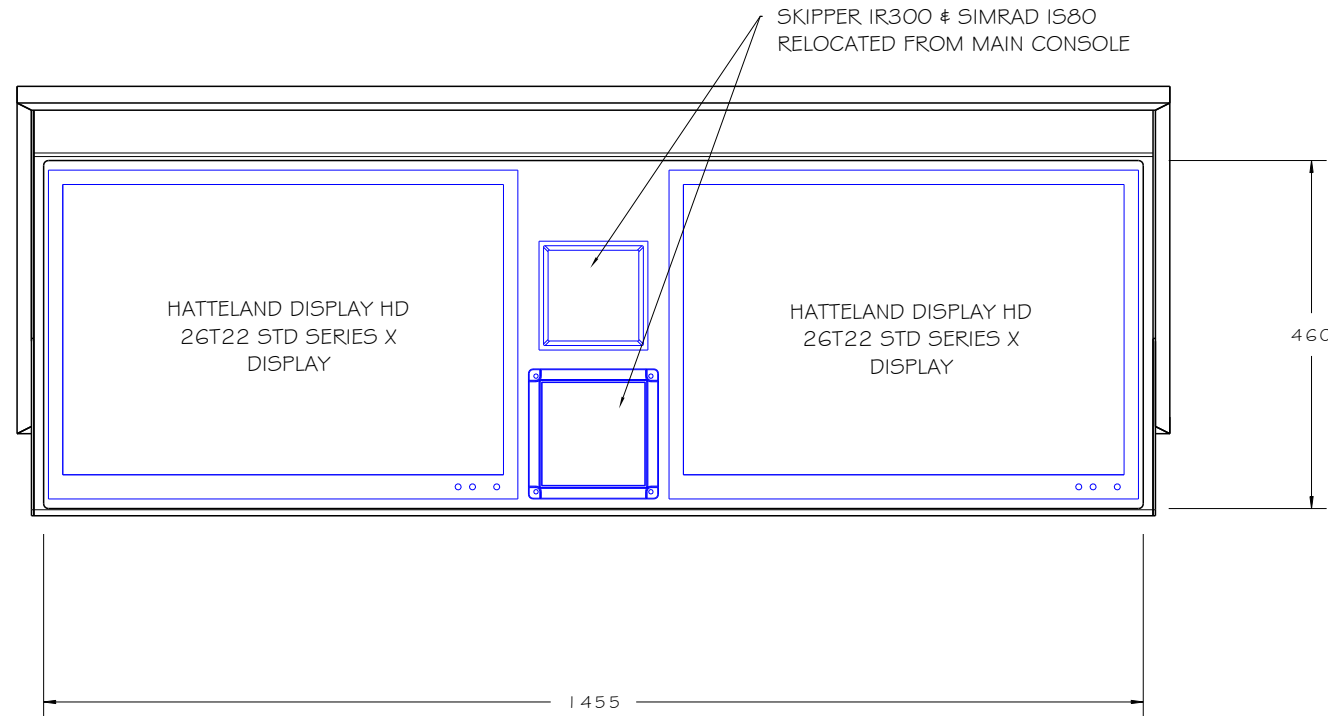 SKIPPER IR300 & SIMRAD IS80
RELOCATED FROM MAIN CONSOLE
HATTELAND DISPLAY HD
26T22 STD SERIES X
DISPLAY
HATTELAND DISPLAY HD
26T22 STD SERIES X
DISPLAY
460
1455